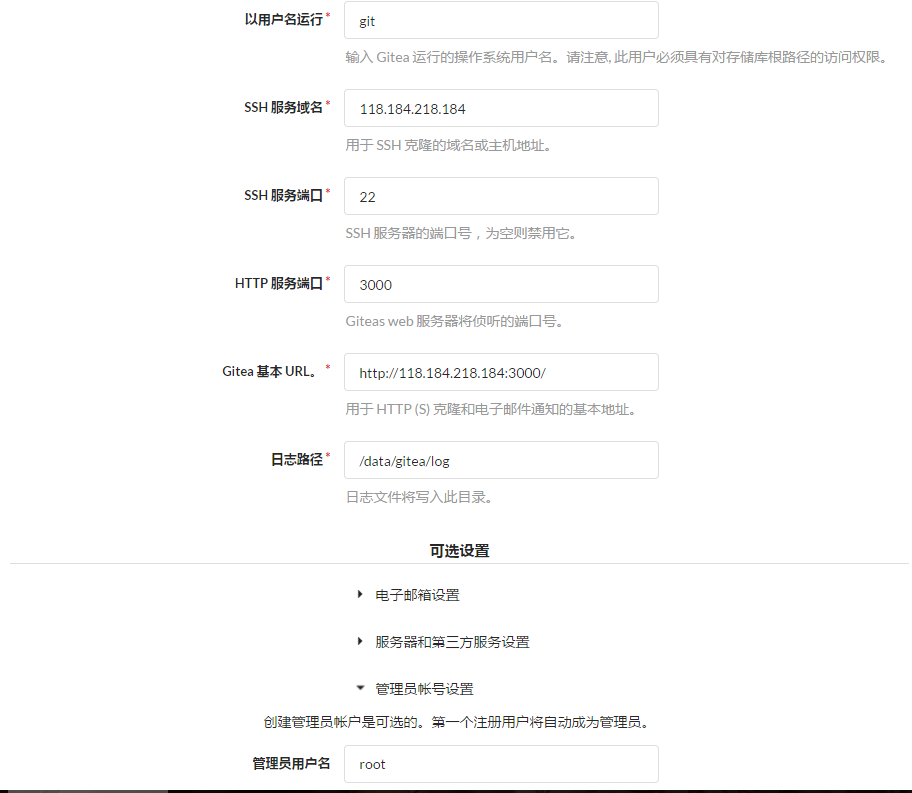 以用户名运行*
git
输入 Gitea 运行的操作系统用户名。请注意, 此用户必须具有对存储库根路径的访问权限。
SSH 服务域名*
118.184.218.184
用于 SSH 克隆的域名或主机地址。
SSH 服务端口*
22
SSH 服务器的端口号，为空则禁用它。
HTTP 服务端口*
3000
Giteas web 服务器将侦听的端口号。
Gitea 基本 URL。*
http://118.184.218.184:3000/
用于 HTTP (S) 克隆和电子邮件通知的基本地址。
日志路径*
/data/gitea/log
日志文件将写入此目录。
可选设置
电子邮箱设置
服务器和第三方服务设置
管理员帐号设置
创建管理员帐户是可选的。第一个注册用户将自动成为管理员。
管理员用户名
root